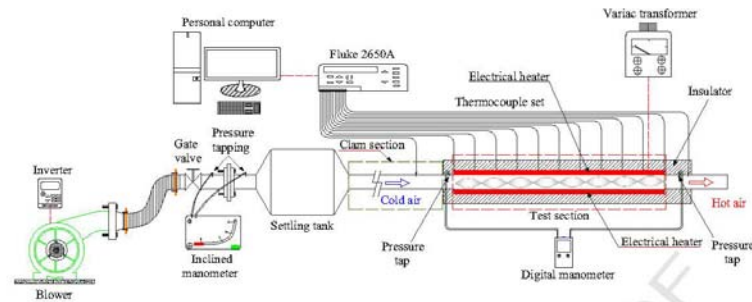 Personal computer
Fluke 2650A
Variac transformer
Electrical heater
Insulator
Thermocouple set
Gate
valve
Pressure
tapping
Clam section
Inverter
Cold air
Hot air
Settling tank
Test section
Pressure
tap
Electrical heater
Pressure
tap
Inclined
manometer
Digital manometer
Blower